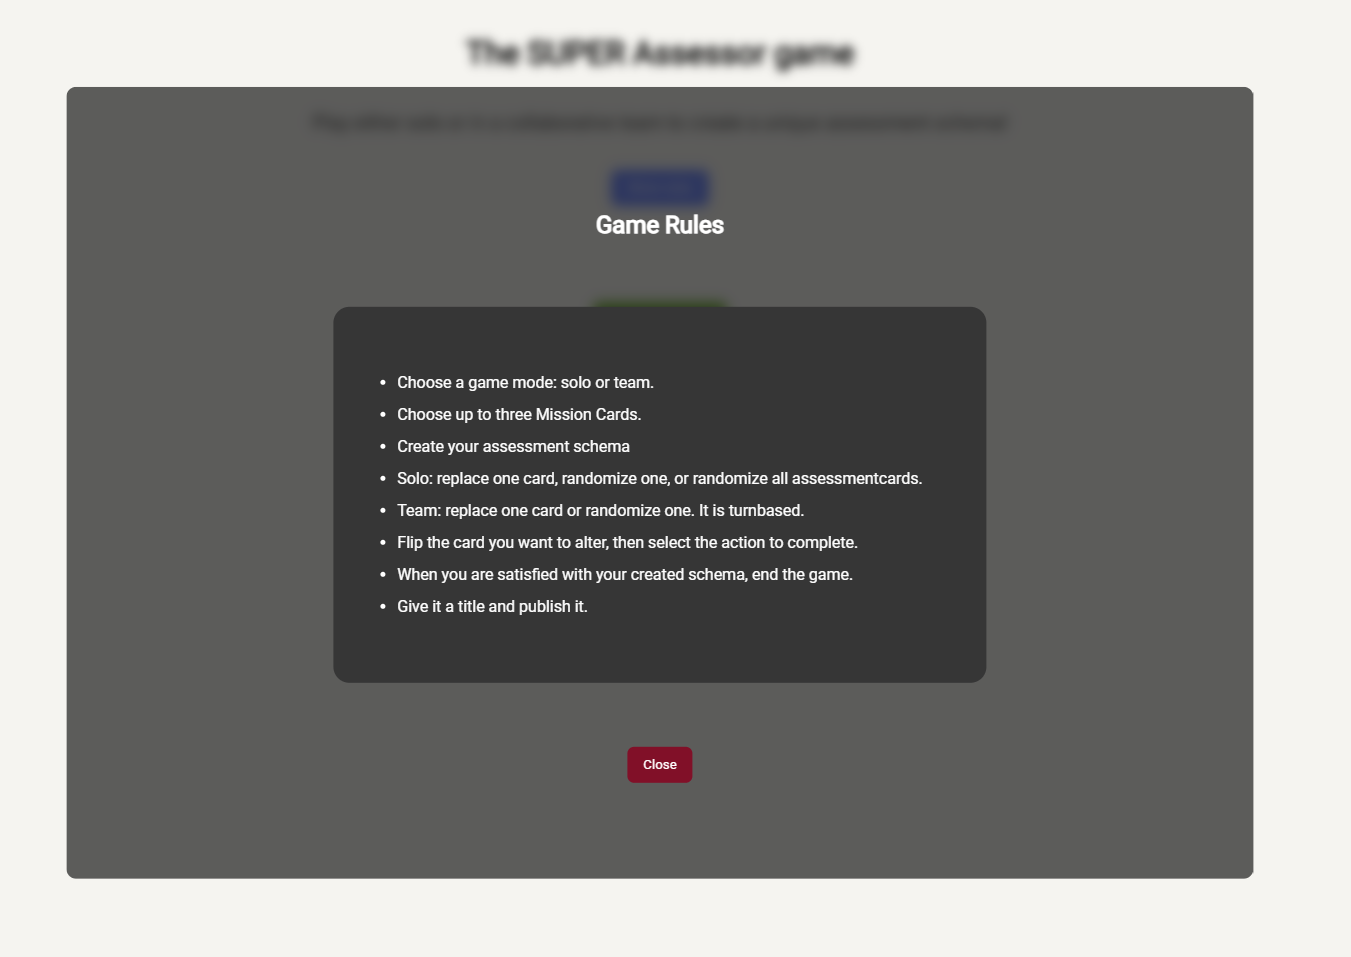 The SUPER Assessor game
Game Rules
• Choose a game mode: solo or team.
• Choose up to three Mission Cards.
• Create your assessment schema
• Solo: replace one card, randomize one, or randomize all assessmentcards.
• Team: replace one card or randomize one. It is turnbased.
• Flip the card you want to alter, then select the action to complete.
• When you are satisfied with your created schema, end the game.
• Give it a title and publish it.
Close